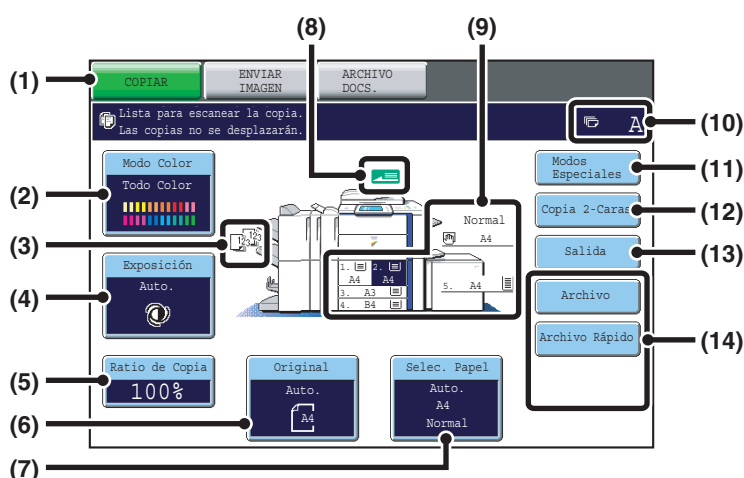 (8)
(9)
(1)
COPIAR
ENVIAR
IMAGEN
ARCHIVO
DOCS.
Lista para escanear la copia.
Las copias no se desplazarán.
A
(10)
Modo Color
Todo Color
(2)
Modos
Especiales
(11)
Normal
A4
Copia 2-Caras
(12)
(3)
123
123
Salida
(13)
Exposición
Auto.
(4)
1.
A4
2.
A4
3. A3
4. B4
5. A4
Archivo
Archivo Rápido
(14)
Ratio de Copia
100%
(5)
Original
Auto.
A4
(6)
Selec. Papel
Auto.
A4
Normal
(7)